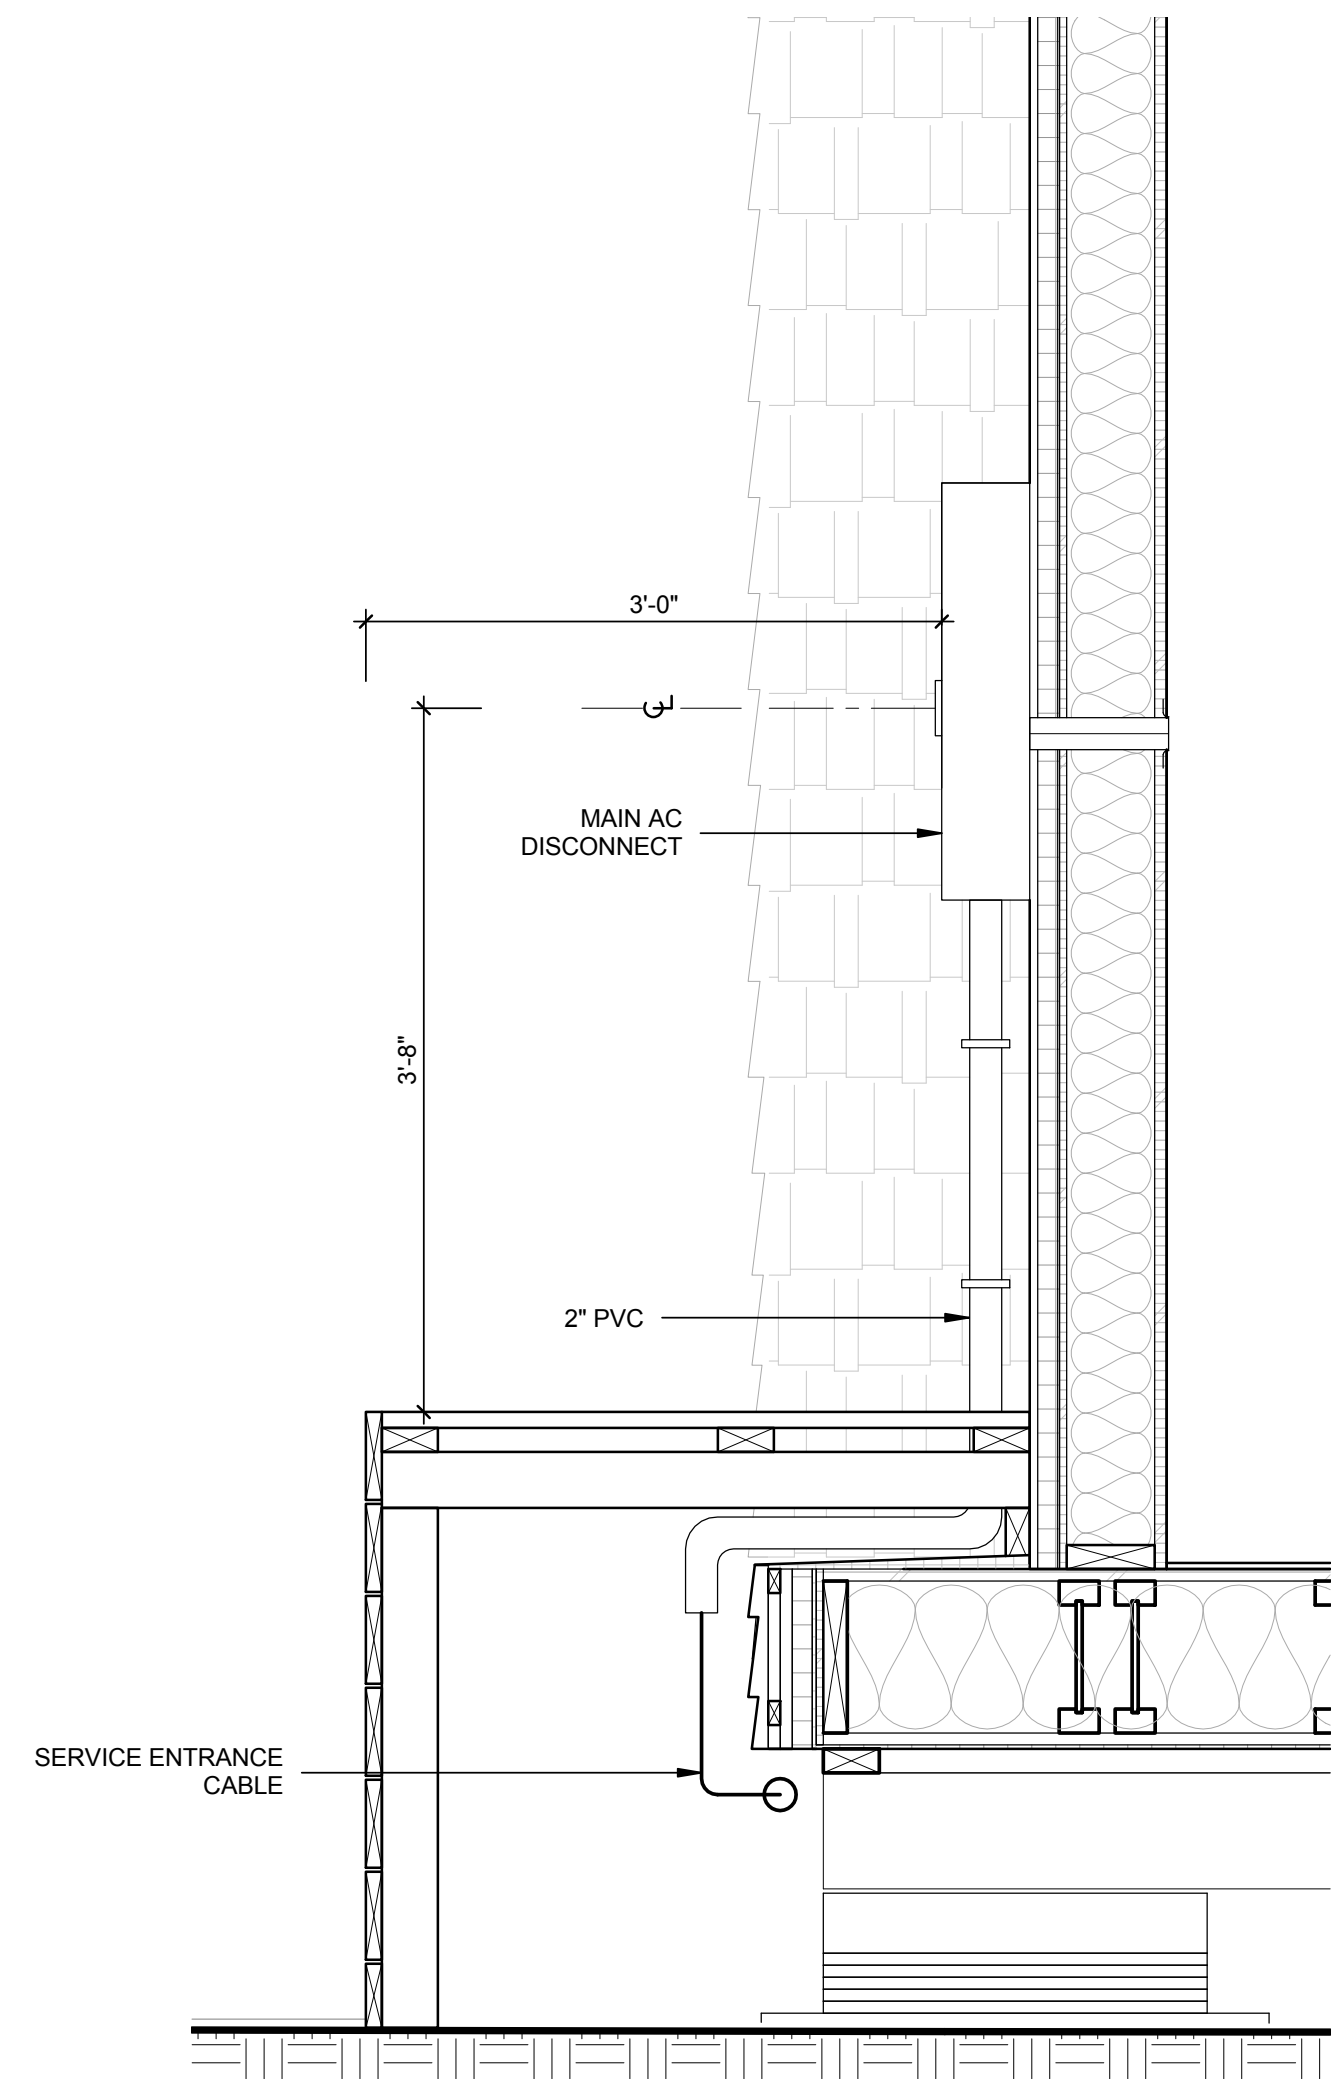 3'-0"
MAIN AC
DISCONNECT
3'-8"
2" PVC
SERVICE ENTRANCE
CABLE